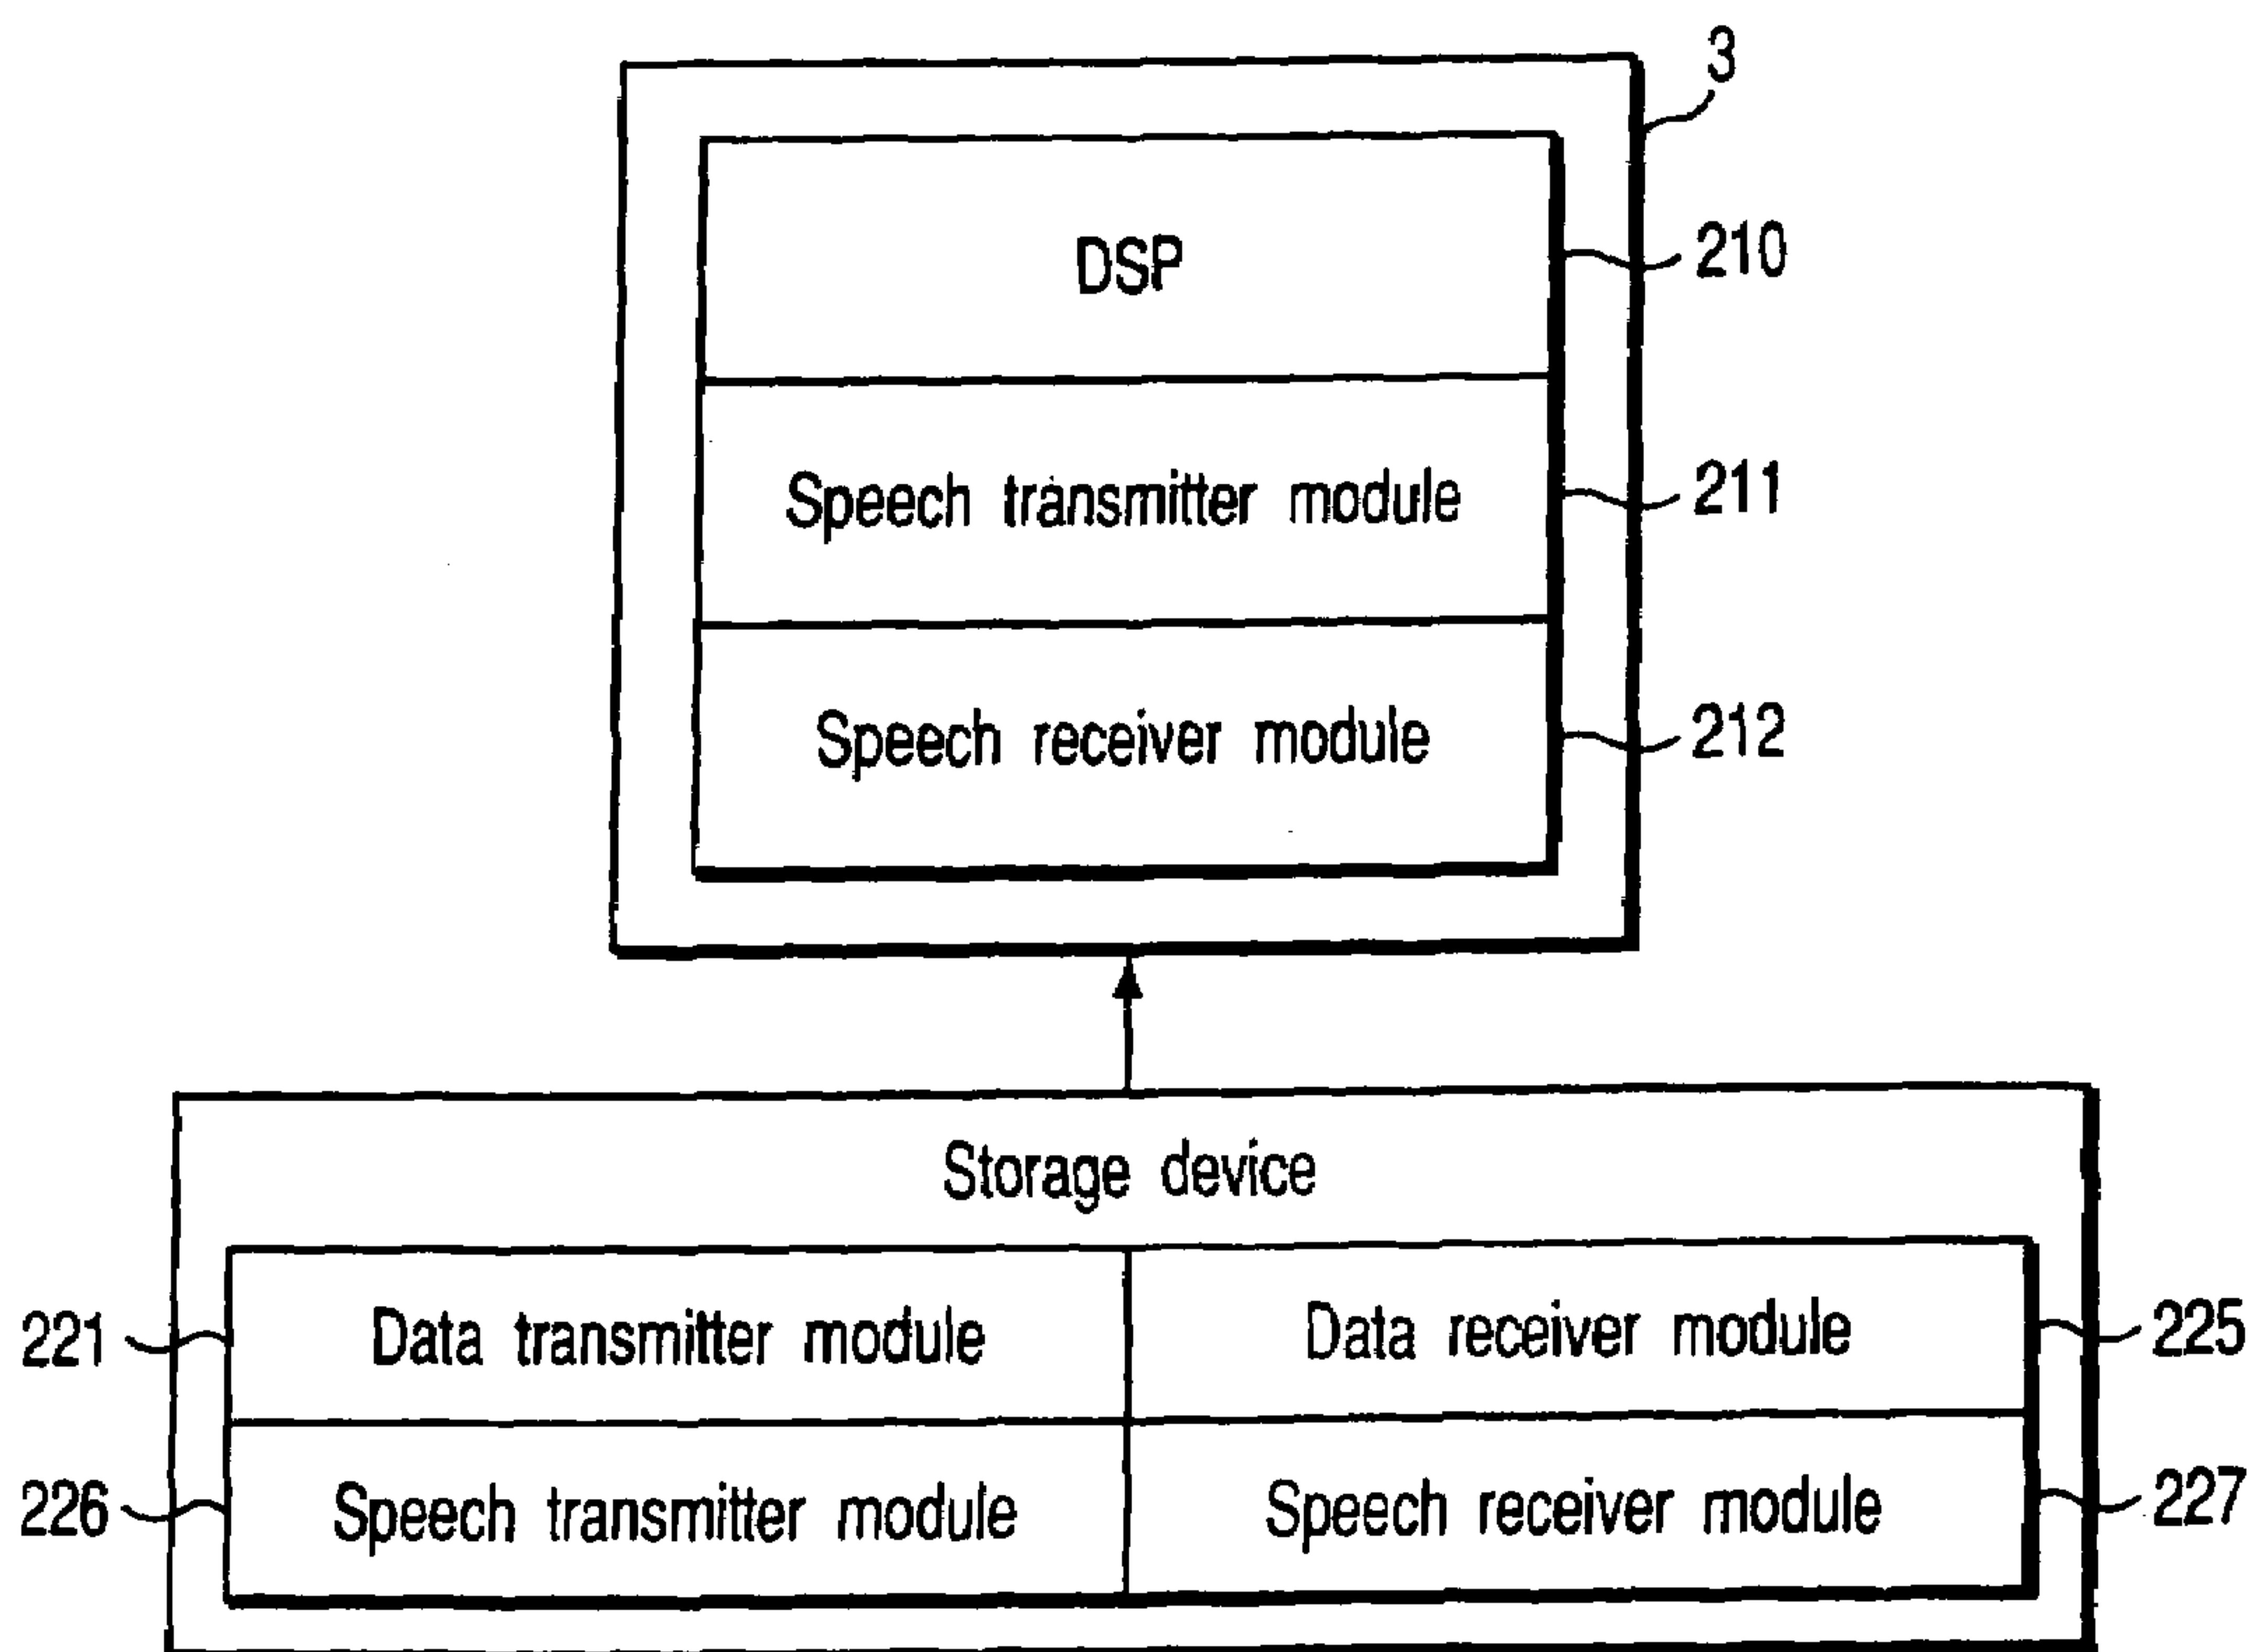 3
DSP
210
Speech transmitter module
211
Speech receiver module
212
Storage device
221
Data transmitter module
Data receiver module
225
226
Speech transmitter module
Speech receiver module
227